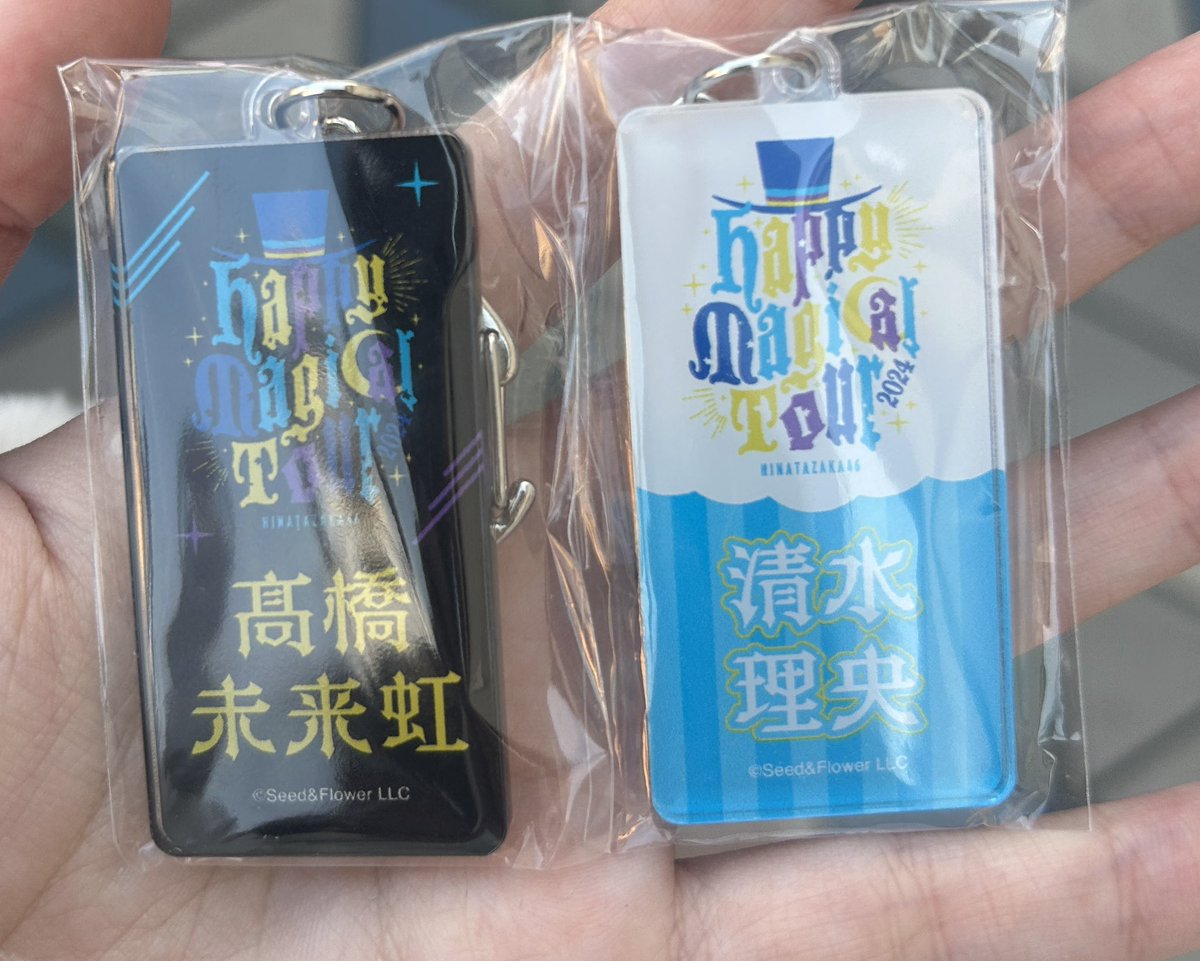 Happy
Magical
Tour
HINATAZAKA46
髙橋
未来虹
©Seed&Flower LLC
Happy
Magical
Tour 2024
HINATAZAKA46
清水
理央
©Seed&Flower LLC